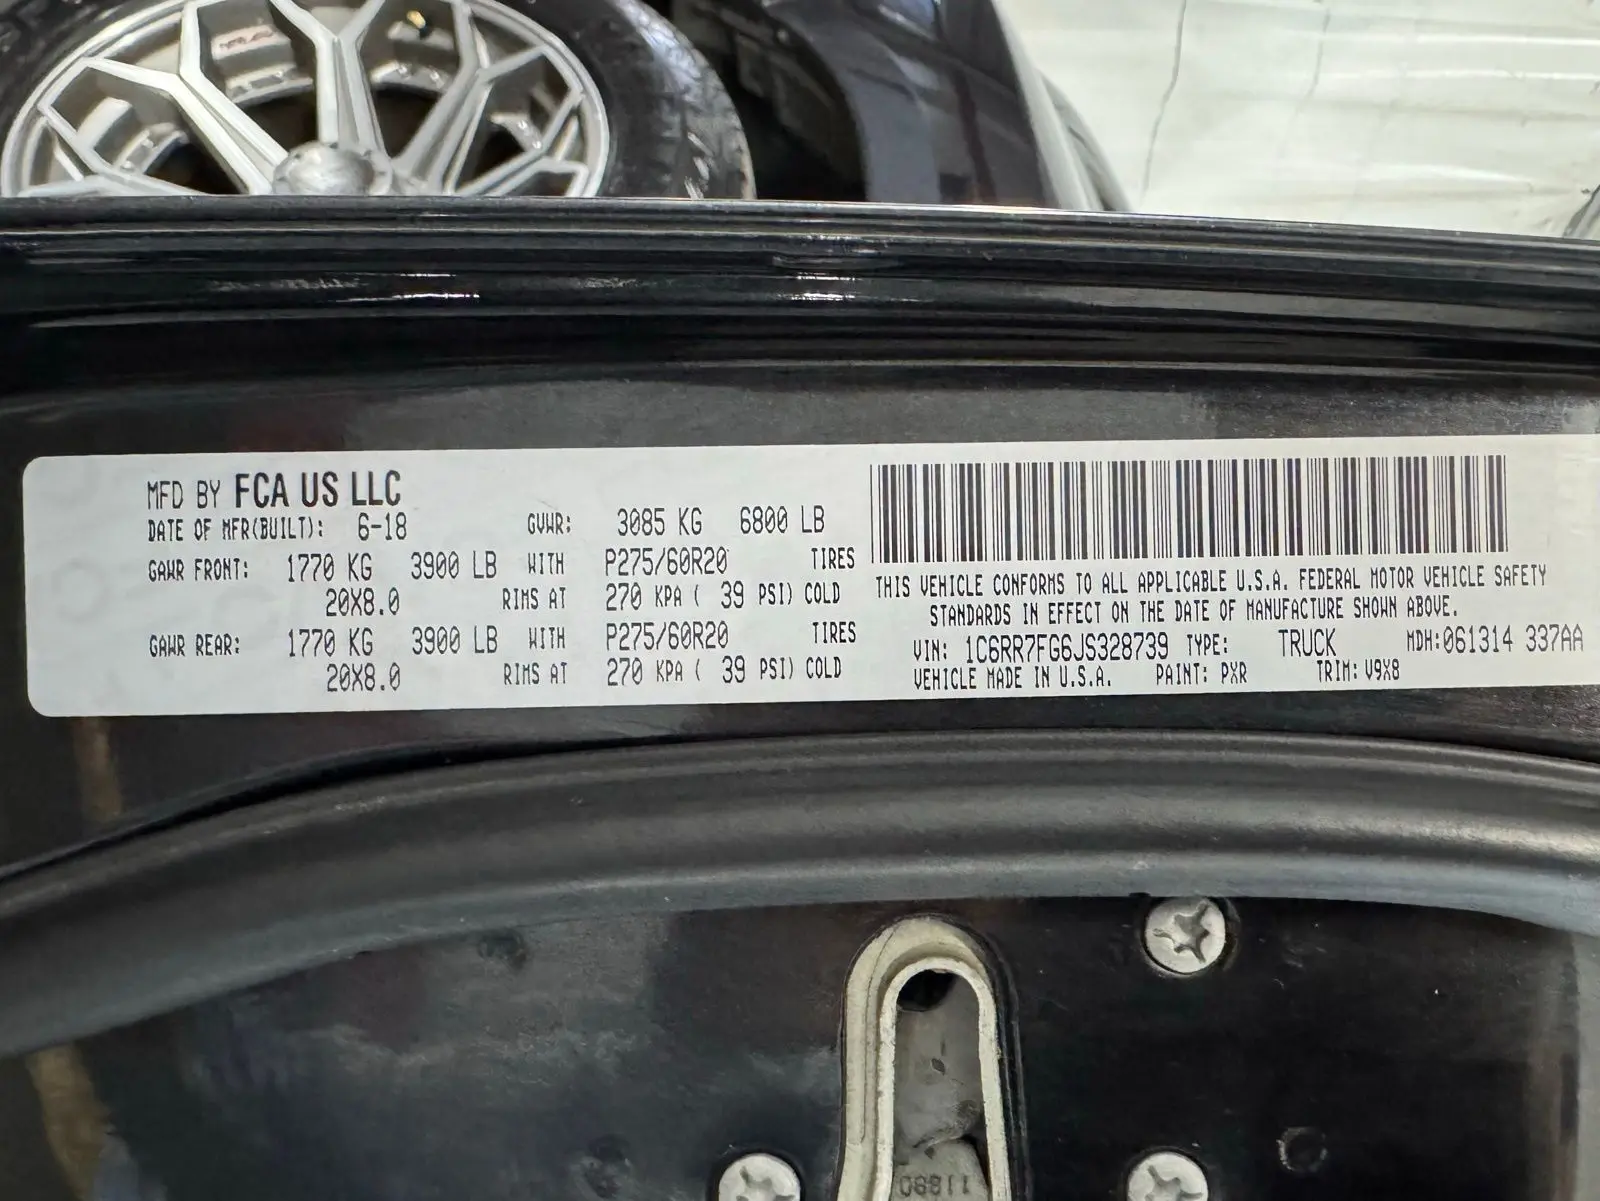 MFD BY FCA US LLC
DATE OF MFR(BUILT): 6-18 GVWR: 3085 KG 6800 LB
GAWR FRONT: 1770 KG 3900 LB WITH P275/60R20 TIRES
20X8.0 RIMS AT 270 KPA ( 39 PSI) COLD
GAWR REAR: 1770 KG 3900 LB WITH P275/60R20 TIRES
20X8.0 RIMS AT 270 KPA ( 39 PSI) COLD
THIS VEHICLE CONFORMS TO ALL APPLICABLE U.S.A. FEDERAL MOTOR VEHICLE SAFETY
STANDARDS IN EFFECT ON THE DATE OF MANUFACTURE SHOWN ABOVE.
VIN: 1C6RR7FG6JS328739 TYPE: TRUCK MDH:061314 337AA
VEHICLE MADE IN U.S.A. PAINT: PXR TRIM: V9X8